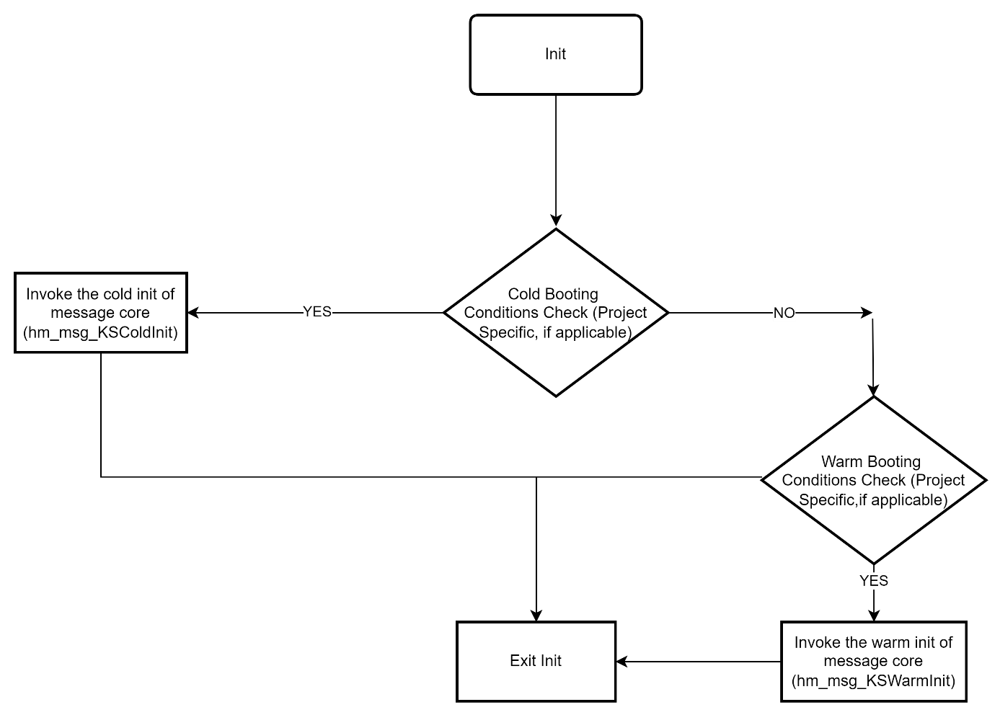 Init
Cold Booting
Conditions Check (Project
Specific, if applicable)
YES
NO
Invoke the cold init of
message core
(hm_msg_KSColdInit)
Warm Booting
Conditions Check (Project
Specific,if applicable)
YES
Invoke the warm init of
message core
(hm_msg_KSWarmInit)
Exit Init